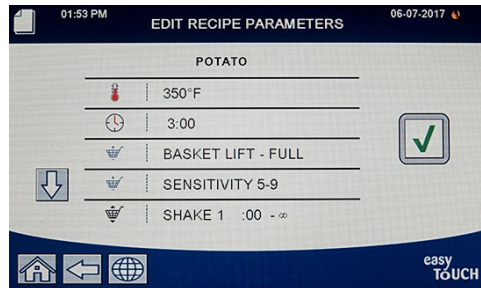 01:53 PM
EDIT RECIPE PARAMETERS
06-07-2017
POTATO
350°F
3:00
BASKET LIFT - FULL
SENSITIVITY 5-9
SHAKE 1 :00 - ∞
easy
TOUCH